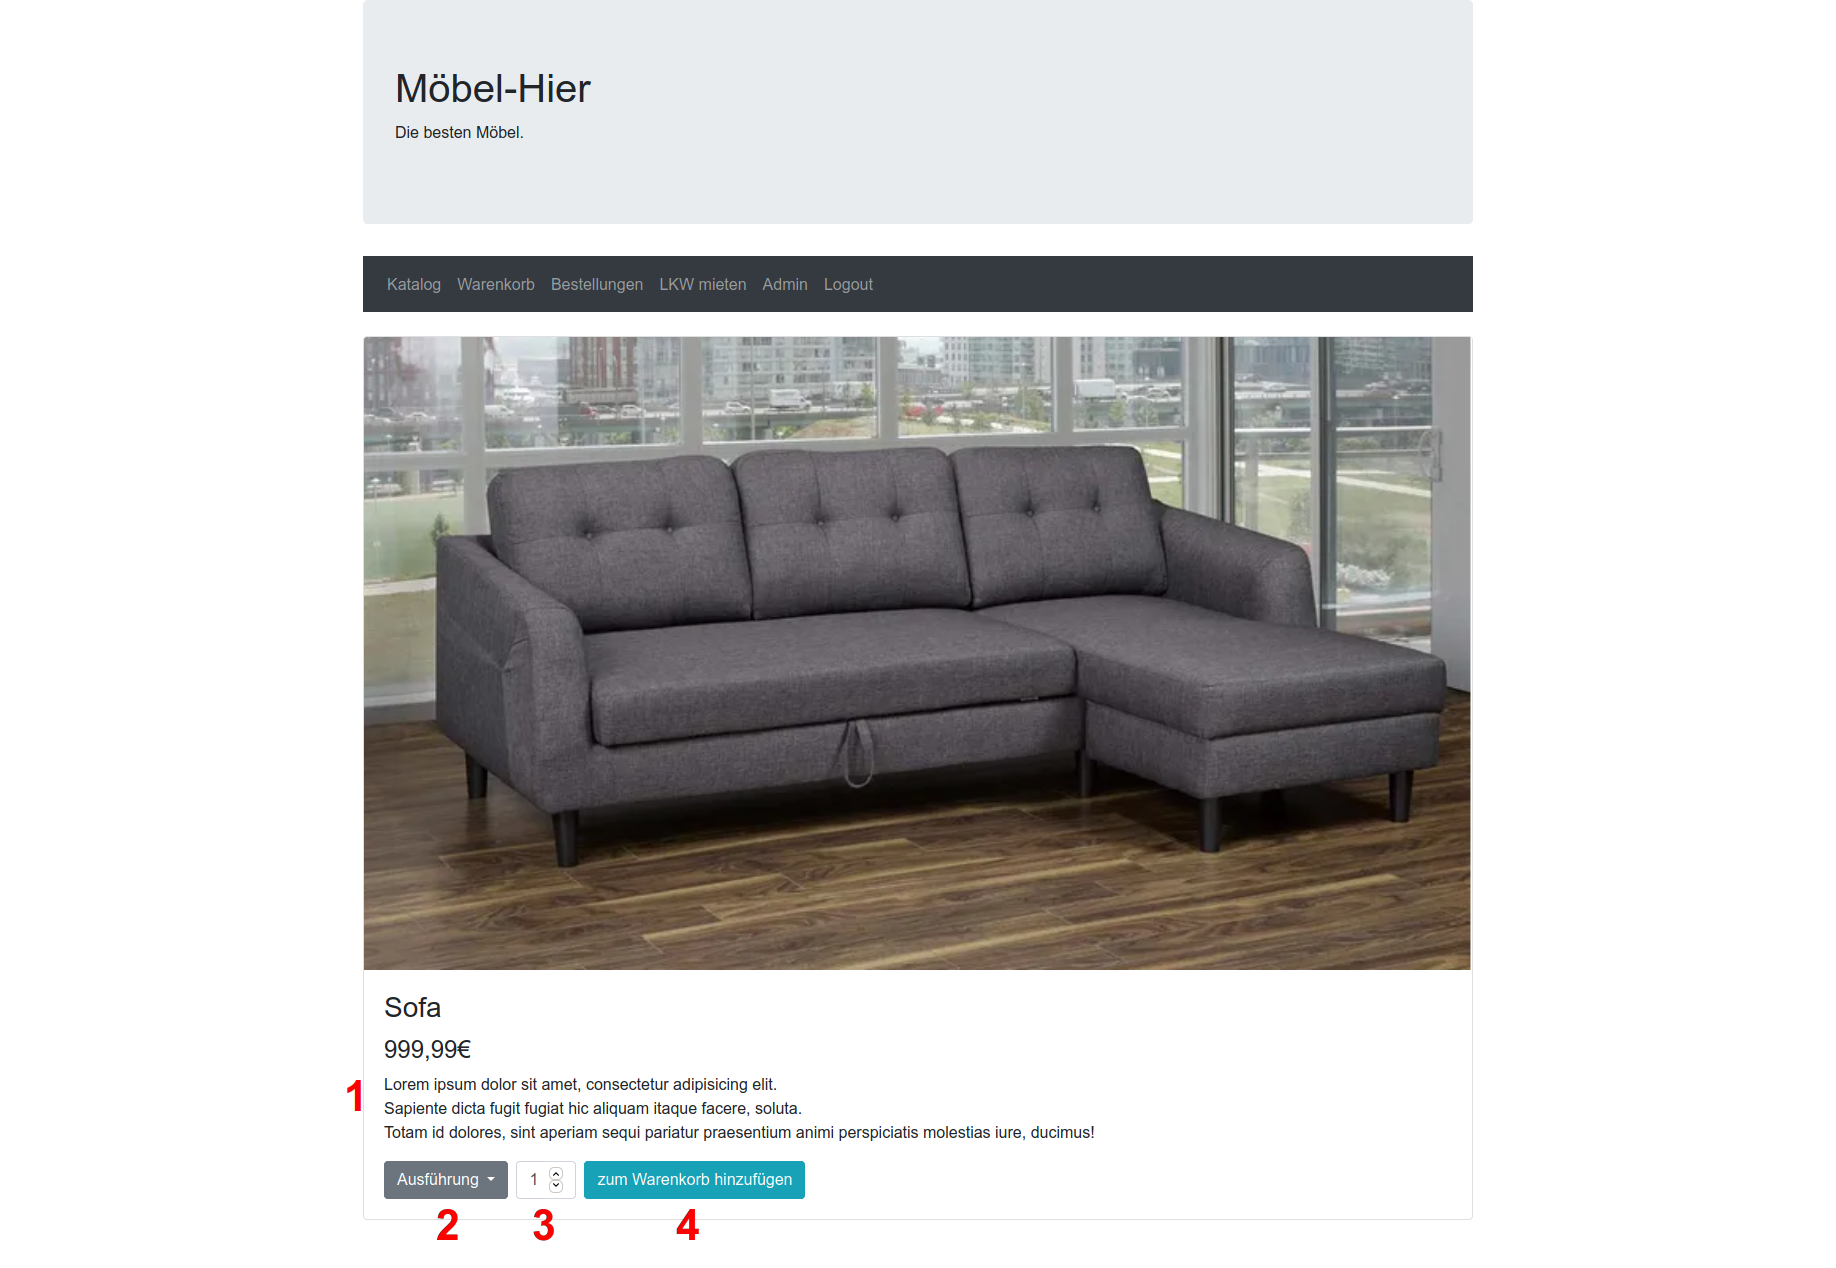 Möbel-Hier
Die besten Möbel.
Katalog Warenkorb Bestellungen LKW mieten Admin Logout
Sofa
999,99€
1
Lorem ipsum dolor sit amet, consectetur adipisicing elit.
Sapiente dicta fugit fugiat hic aliquam itaque facere, soluta.
Totam id dolores, sint aperiam sequi pariatur praesentium animi perspiciatis molestias iure, ducimus!
Ausführung 1 zum Warenkorb hinzufügen
2 3 4